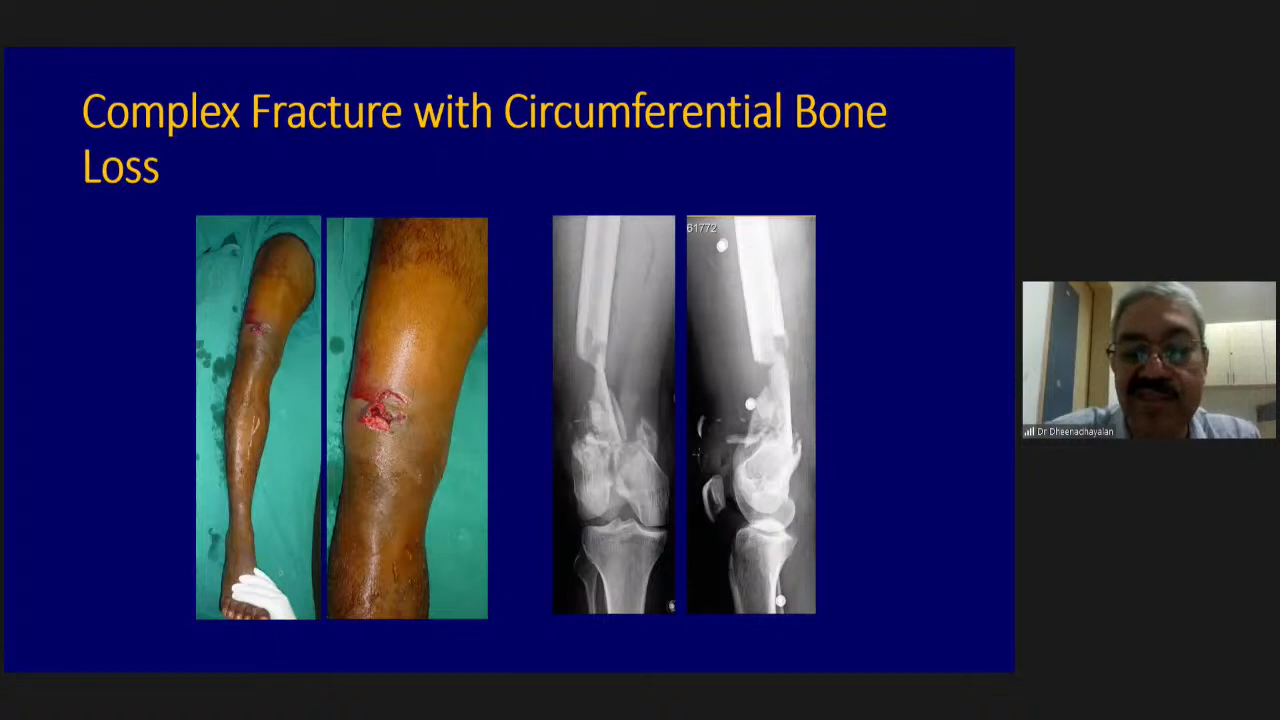 Complex Fracture with Circumferential Bone
Loss
61772
Dr Dheenadhayalan